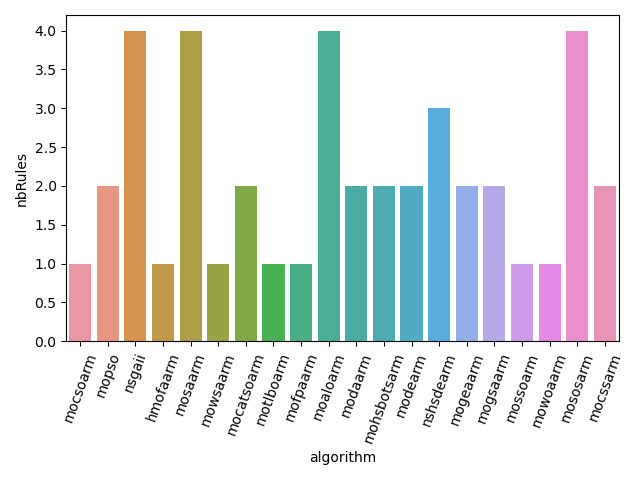 nbRules
4.0
3.5
3.0
2.5
2.0
1.5
1.0
0.5
0.0
mocsoarm
mopso
nsgaii
hmofaarm
mosaarm
mowsaarm
mocatsoarm
motlboarm
mofpaarm
moaloarm
modaarm
mohsbotsarm
modearm
nshsdearm
mogeaarm
mogsaarm
mossoarm
mowoaarm
mososarm
mocssarm
algorithm